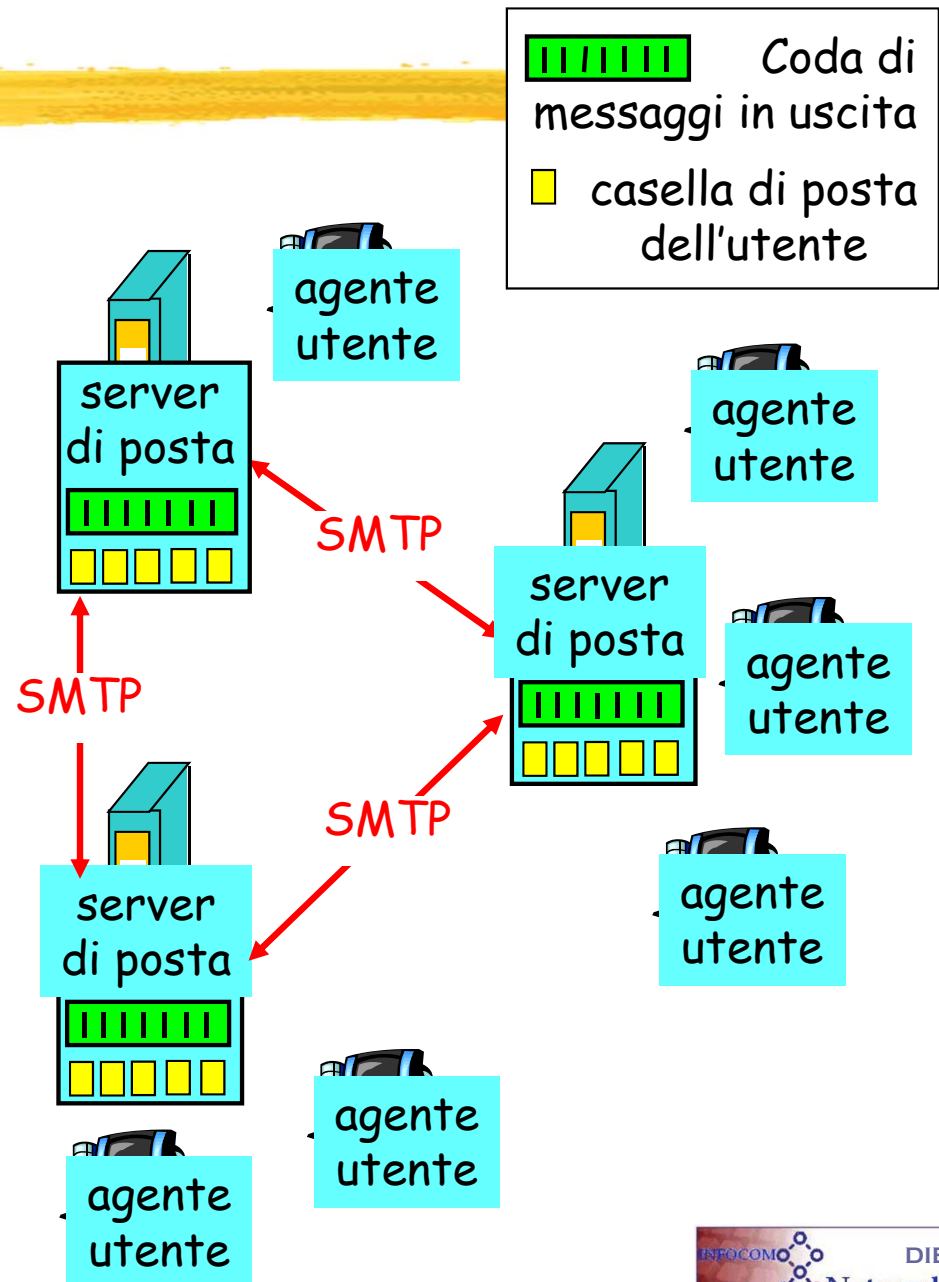 Coda di
messaggi in uscita
casella di posta
dell'utente
agente
utente
server
di posta
agente
utente
SMTP
server
di posta
agente
utente
SMTP
SMTP
agente
utente
server
di posta
agente
utente
agente
utente
INFOCOM